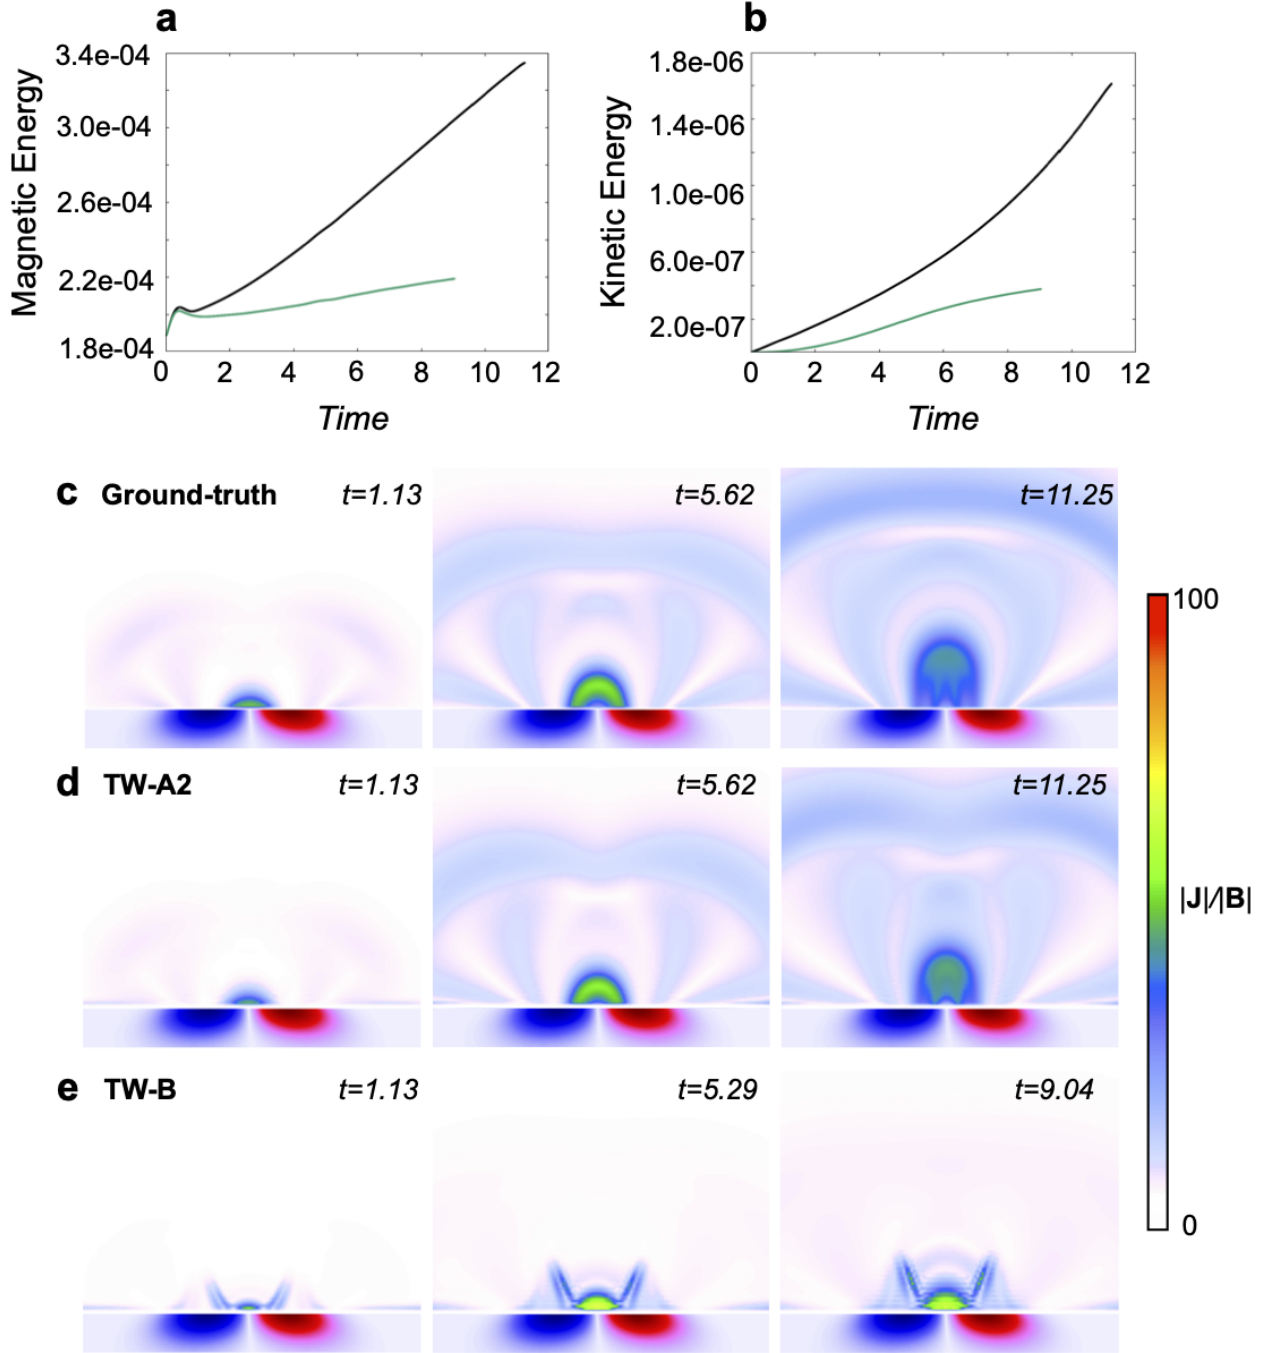 a
Magnetic Energy
3.4e-04
3.0e-04
2.6e-04
2.2e-04
1.8e-04
0 2 4 6 8 10 12
Time
b
Kinetic Energy
1.8e-06
1.4e-06
1.0e-06
6.0e-07
2.0e-07
0 2 4 6 8 10 12
Time
c Ground-truth t=1.13 t=5.62 t=11.25
d TW-A2 t=1.13 t=5.62 t=11.25
e TW-B t=1.13 t=5.29 t=9.04
100
|J|/|B|
0